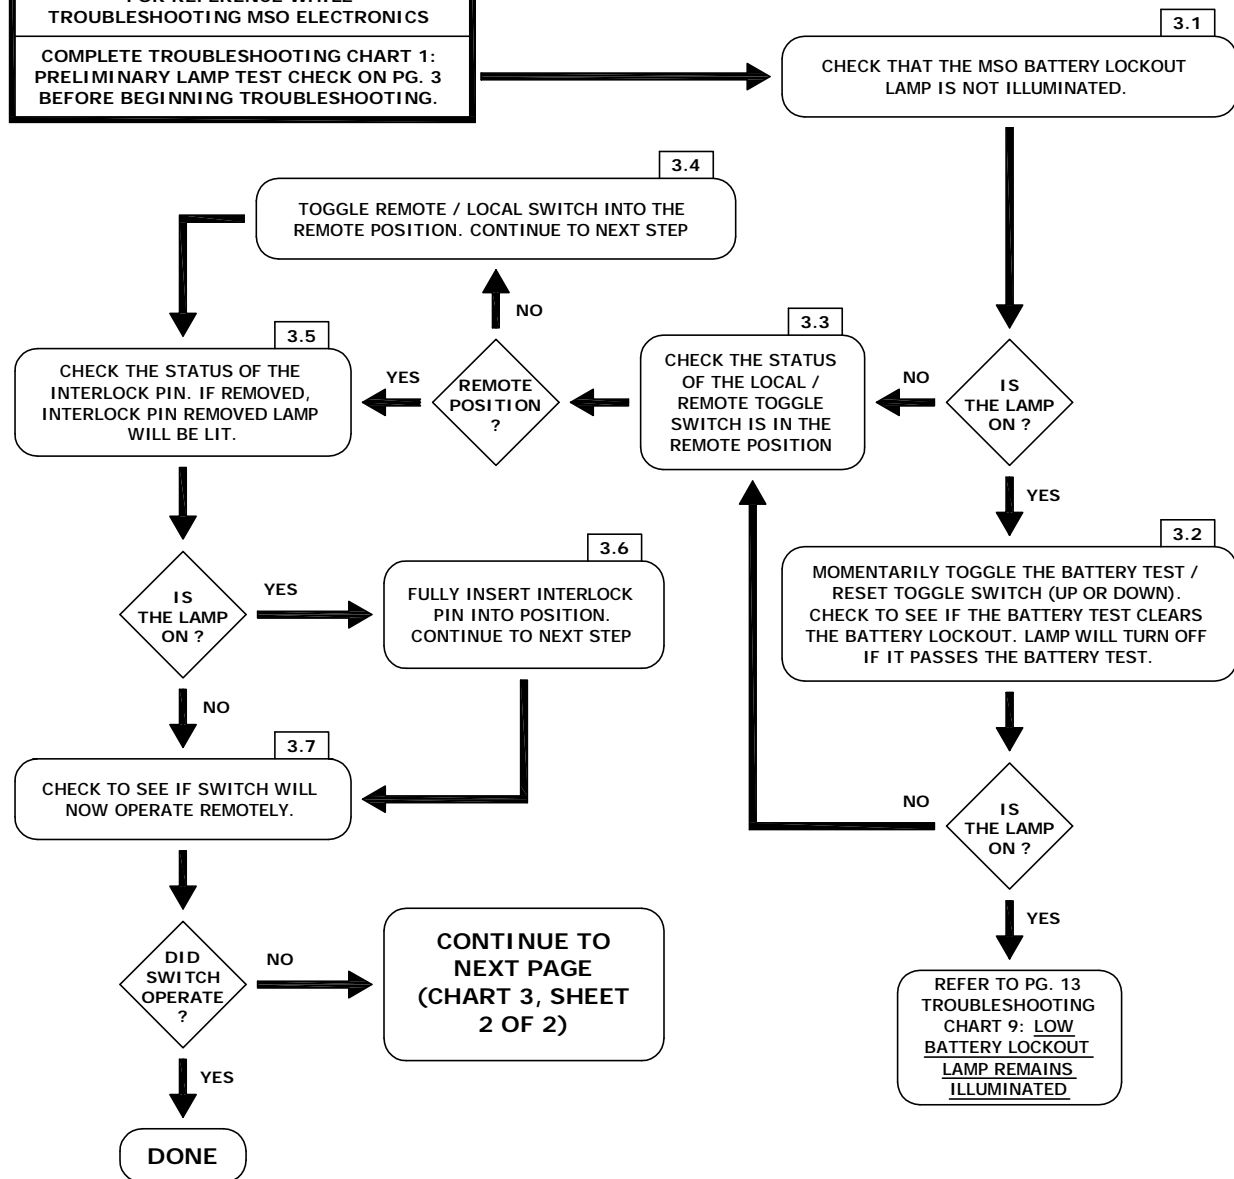 FOR REFERENCE WHILE
TROUBLESHOOTING MSO ELECTRONICS
COMPLETE TROUBLESHOOTING CHART 1:
PRELIMINARY LAMP TEST CHECK ON PG. 3
BEFORE BEGINNING TROUBLESHOOTING.
3.1
CHECK THAT THE MSO BATTERY LOCKOUT
LAMP IS NOT ILLUMINATED.
3.4
TOGGLE REMOTE / LOCAL SWITCH INTO THE
REMOTE POSITION. CONTINUE TO NEXT STEP
NO
3.5
CHECK THE STATUS OF THE
INTERLOCK PIN. IF REMOVED,
INTERLOCK PIN REMOVED LAMP
WILL BE LIT.
YES
REMOTE
POSITION
?
3.3
CHECK THE STATUS
OF THE LOCAL /
REMOTE TOGGLE
SWITCH IS IN THE
REMOTE POSITION
NO
IS
THE LAMP
ON ?
YES
3.2
MOMENTARILY TOGGLE THE BATTERY TEST /
RESET TOGGLE SWITCH (UP OR DOWN).
CHECK TO SEE IF THE BATTERY TEST CLEARS
THE BATTERY LOCKOUT. LAMP WILL TURN OFF
IF IT PASSES THE BATTERY TEST.
IS
THE LAMP
ON ?
YES
3.6
FULLY INSERT INTERLOCK
PIN INTO POSITION.
CONTINUE TO NEXT STEP
NO
3.7
CHECK TO SEE IF SWITCH WILL
NOW OPERATE REMOTELY.
NO
IS
THE LAMP
ON ?
YES
DID
SWITCH
OPERATE
?
NO
CONTINUE TO
NEXT PAGE
(CHART 3, SHEET
2 OF 2)
REFER TO PG. 13
TROUBLESHOOTING
CHART 9: LOW
BATTERY LOCKOUT
LAMP REMAINS
ILLUMINATED
YES
DONE